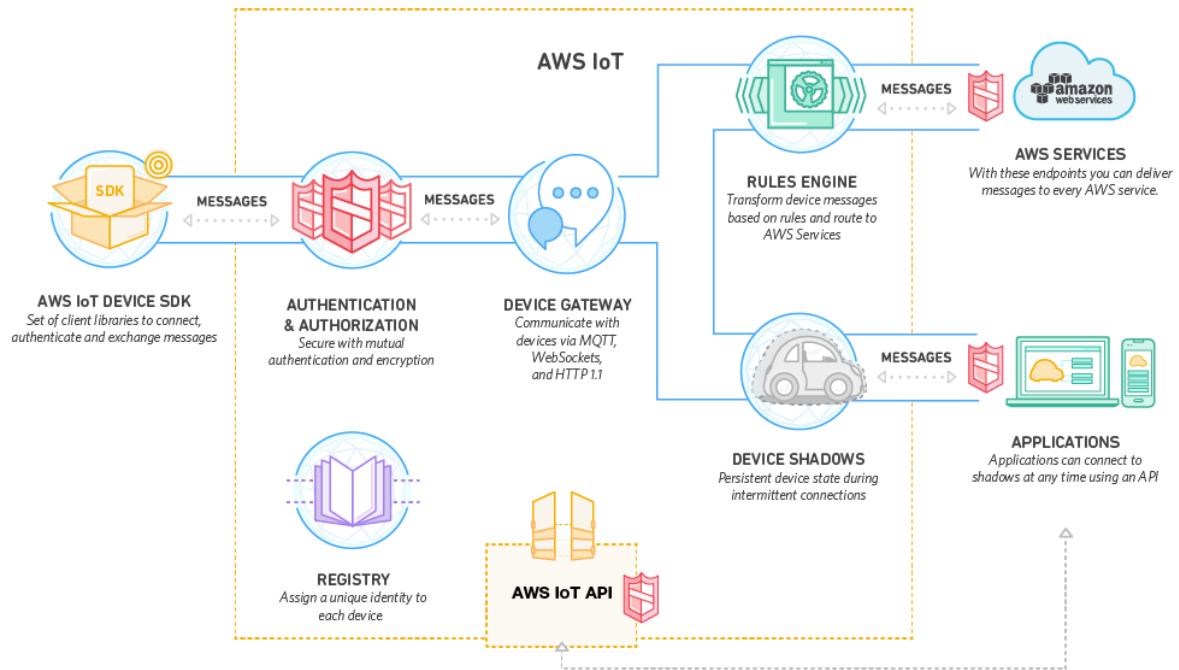 AWS IoT
SDK
MESSAGES
MESSAGES
MESSAGES
amazon
web services
AWS IoT DEVICE SDK
Set of client libraries to connect,
authenticate and exchange messages
AUTHENTICATION
& AUTHORIZATION
Secure with mutual
authentication and encryption
DEVICE GATEWAY
Communicate with
devices via MQTT,
WebSockets,
and HTTP 1.1
RULES ENGINE
Transform device messages
based on rules and route to
AWS Services
AWS SERVICES
With these endpoints you can deliver
messages to every AWS service.
MESSAGES
DEVICE SHADOWS
Persistent device state during
intermittent connections
APPLICATIONS
Applications can connect to
shadows at any time using an API
REGISTRY
Assign a unique identity to
each device
AWS IoT API